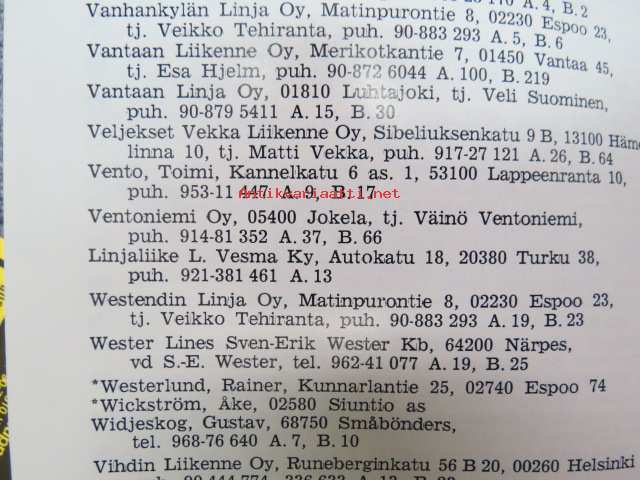 A. 4, B. 2
Vanhankylän Linja Oy, Matinpurontie 8, 02230 Espoo 23,
tj. Veikko Tehiranta, puh. 90-883 293 A. 5, B. 6
Vantaan Liikenne Oy, Merikotkantie 7, 01450 Vantaa 45,
tj. Esa Hjelm, puh. 90-872 6044 A. 100, B. 219
Vantaan Linja Oy, 01810 Luhtajoki, tj. Veli Suominen,
puh. 90-879 5411 A. 15, B. 30
Veljekset Vekka Liikenne Oy, Sibeliuksenkatu 9 B, 13100 Häme
linna 10, tj. Matti Vekka, puh. 917-27 121 A. 26, B. 64
Vento, Toimi, Kannelkatu 6 as. 1, 53100 Lappeenranta 10,
puh. 953-11 447 A. 9, B. 17
antikvariaatti.net
Ventoniemi Oy, 05400 Jokela, tj. Väinö Ventoniemi,
puh. 914-81 352 A. 37, B. 66
Linjaliike L. Vesma Ky, Autokatu 18, 20380 Turku 38,
puh. 921-381 461 A. 13
Westendin Linja Oy, Matinpurontie 8, 02230 Espoo 23,
tj. Veikko Tehiranta, puh. 90-883 293 A. 19, B. 23
Wester Lines Sven-Erik Wester Kb, 64200 Närpes,
vd S.-E. Wester, tel. 962-41 077 A. 19, B. 25
*Westerlund, Rainer, Kunnarlantie 25, 02740 Espoo 74
*Wickström, Åke, 02580 Siuntio as
Widjeskog, Gustav, 68750 Småbönders,
tel. 968-76 640 A. 7, B. 10
Vihdin Liikenne Oy, Runeberginkatu 56 B 20, 00260 Helsinki